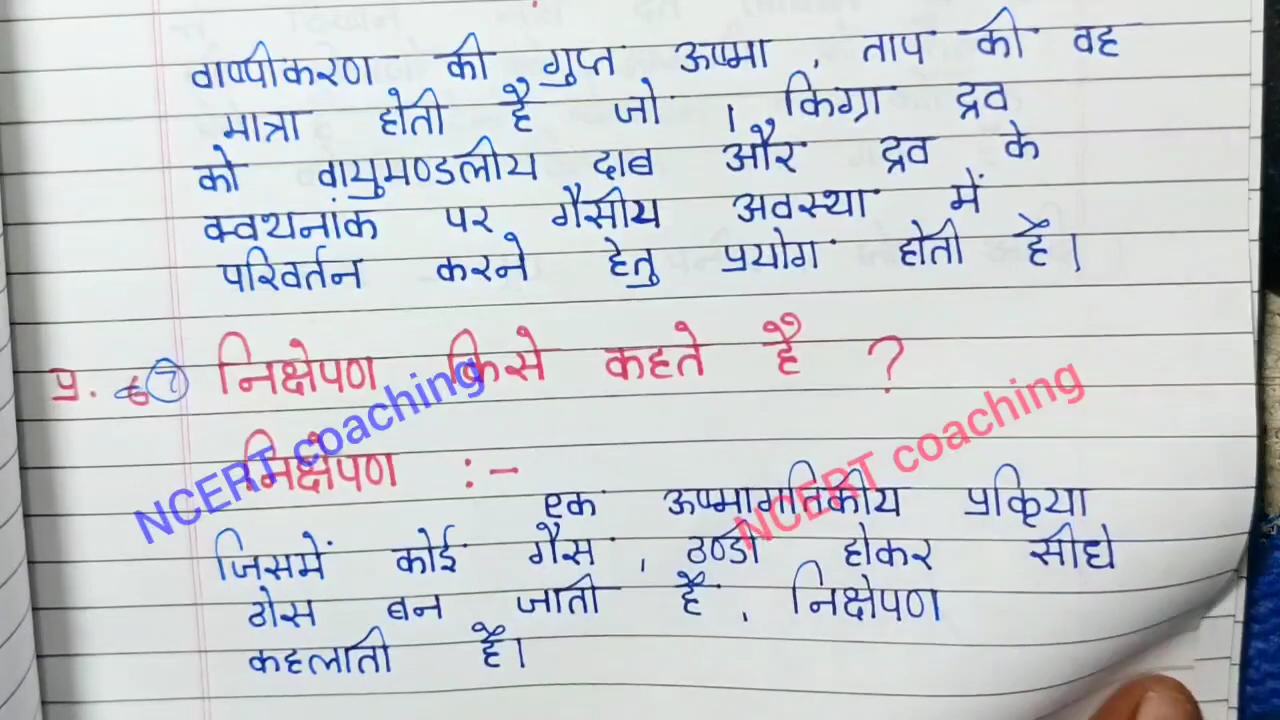 वाष्पीकरण की गुप्त ऊष्मा , ताप की वह
मात्रा होती है जो 1 किग्रा द्रव
को वायुमण्डलीय दाब और द्रव के
क्वथनांक पर गैसीय अवस्था में
परिवर्तन करने हेतु प्रयोग होती है।
प्र. 7 निक्षेपण किसे कहते है ?
निक्षेपण :-
एक ऊष्मागतिकीय प्रक्रिया
जिसमें कोई गैस , ठण्डी होकर सीधे
ठोस बन जाती है , निक्षेपण
कहलाती है।
NCERT coaching
NCERT coaching